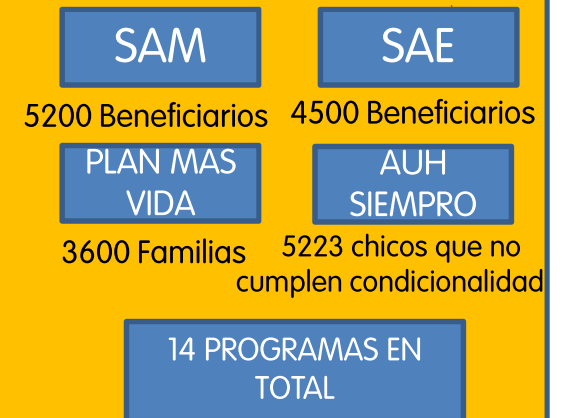 SAM
5200 Beneficiarios
SAE
4500 Beneficiarios
PLAN MAS
VIDA
3600 Familias
AUH
SIEMPRO
5223 chicos que no
cumplen condicionalidad
14 PROGRAMAS EN
TOTAL